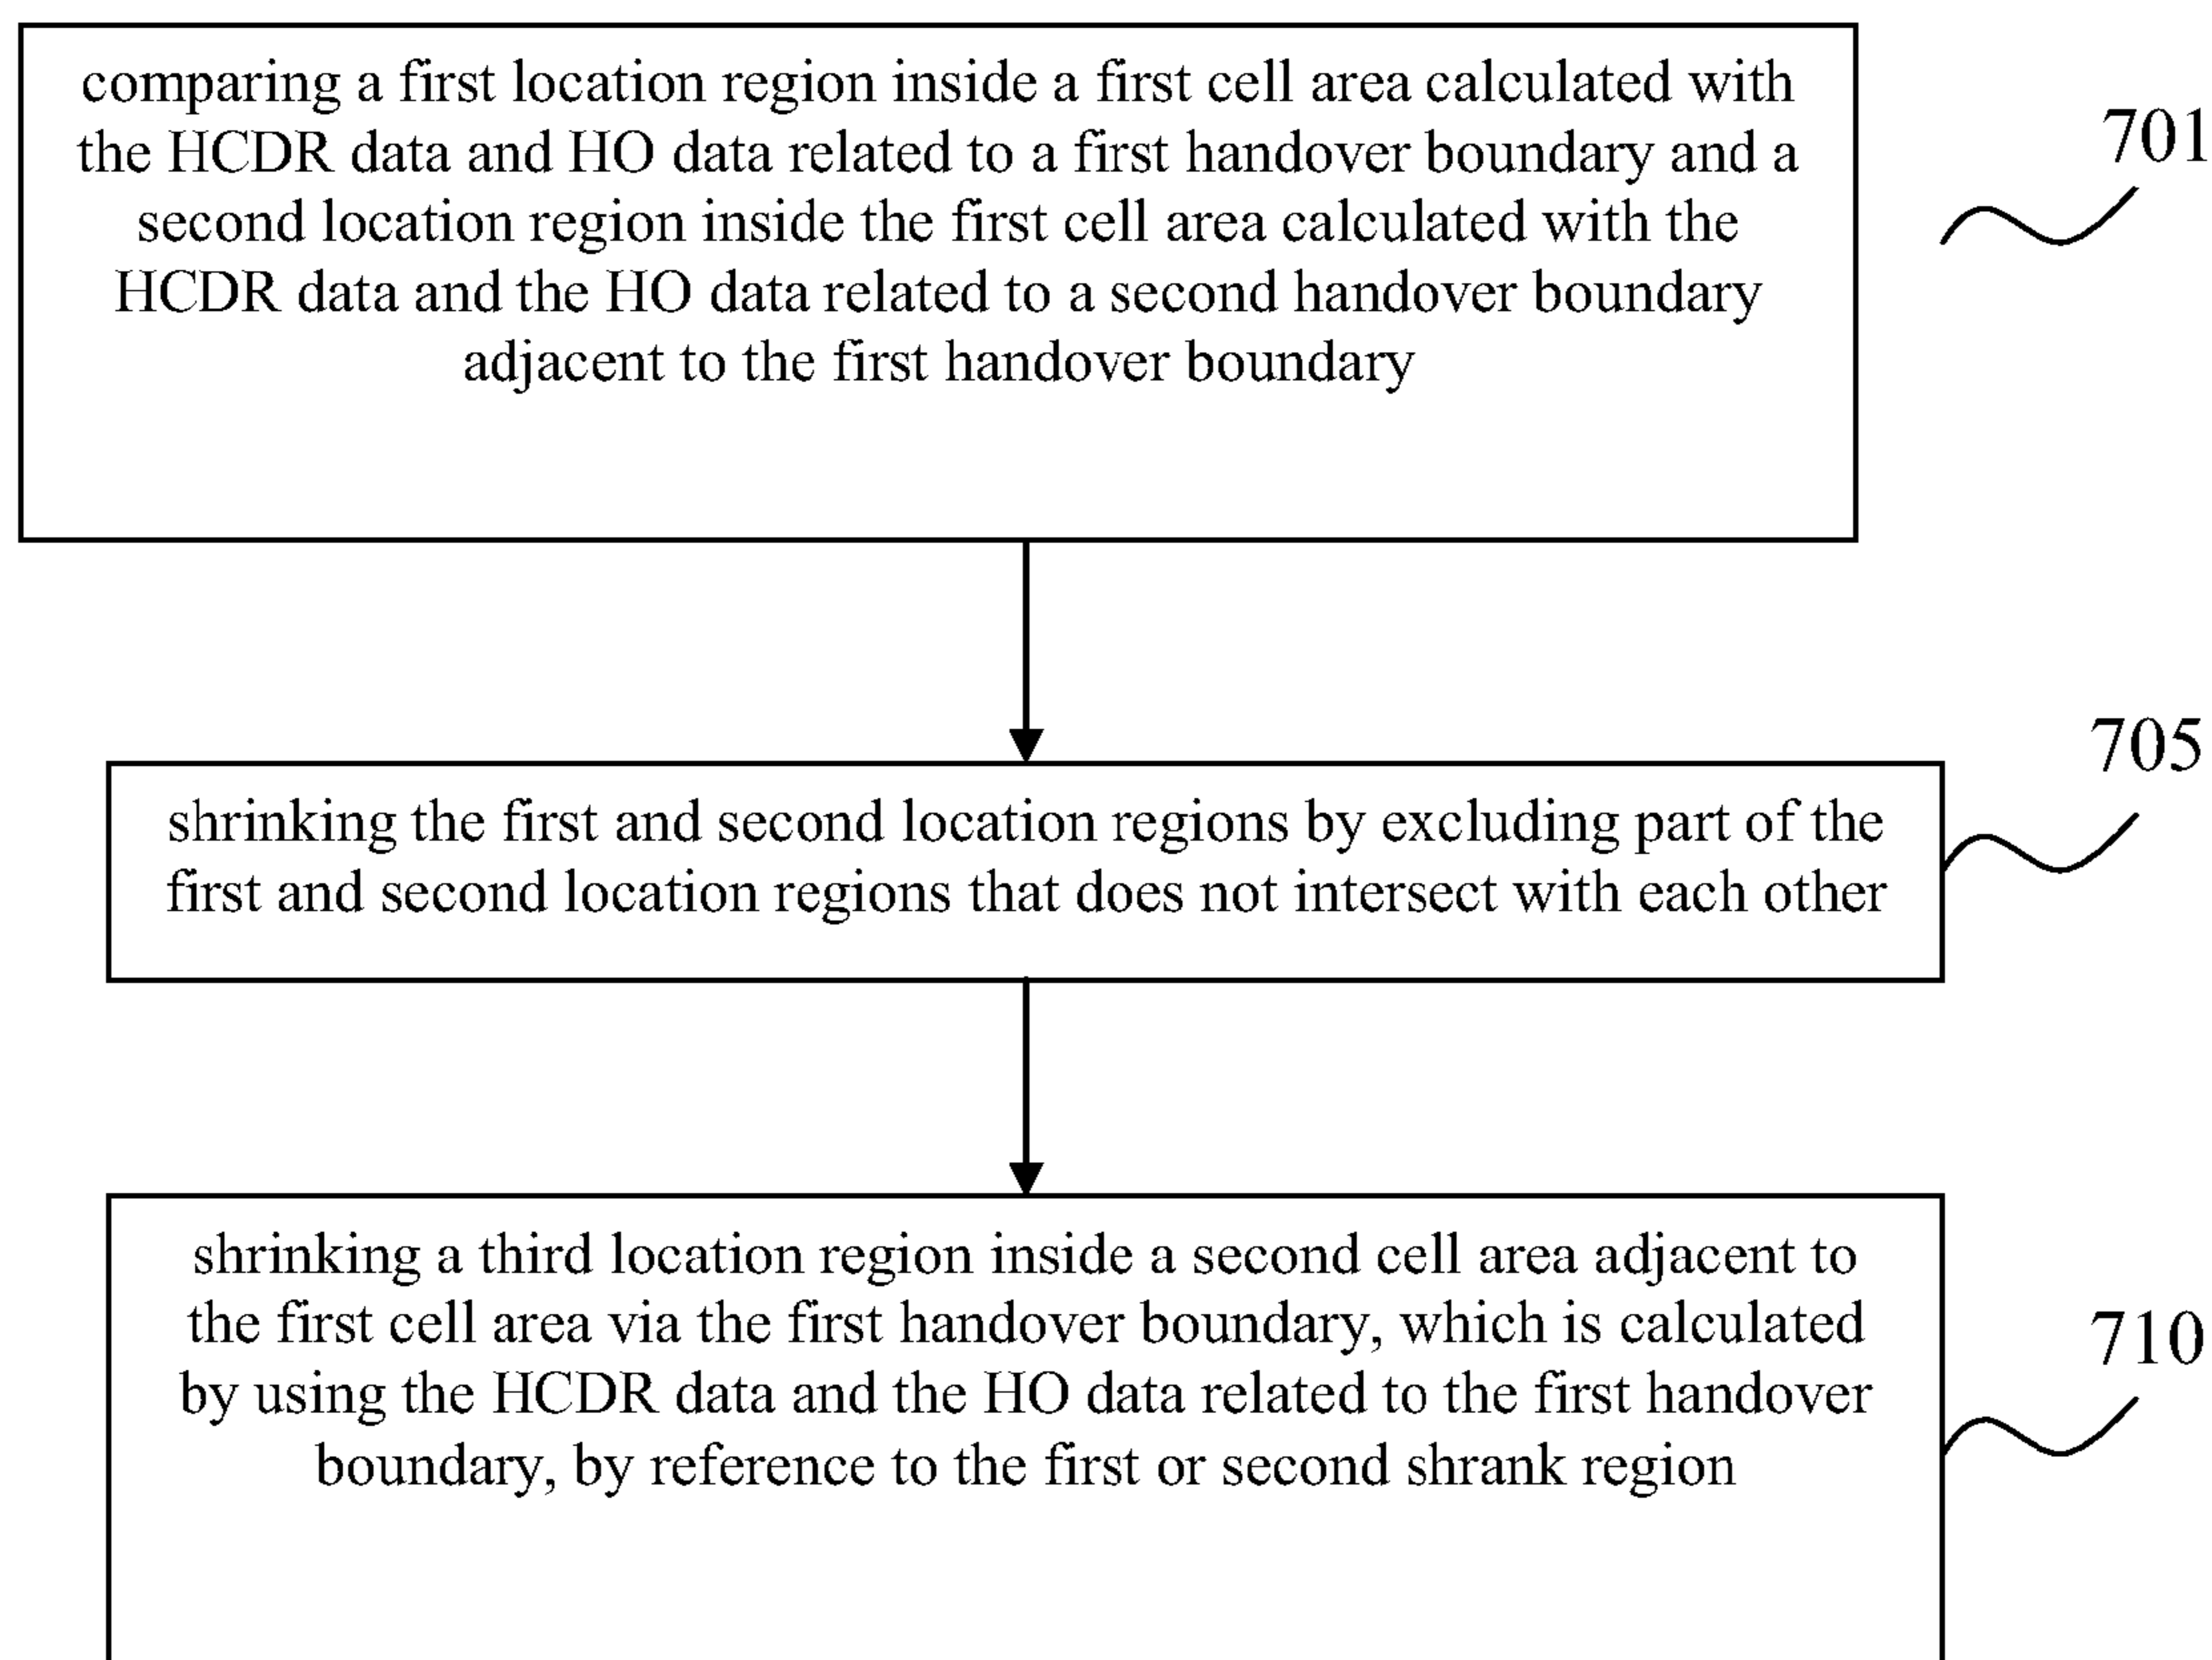 comparing a first location region inside a first cell area calculated with
the HCDR data and HO data related to a first handover boundary and a
second location region inside the first cell area calculated with the
HCDR data and the HO data related to a second handover boundary
adjacent to the first handover boundary
701
705
shrinking the first and second location regions by excluding part of the
first and second location regions that does not intersect with each other
shrinking a third location region inside a second cell area adjacent to
the first cell area via the first handover boundary, which is calculated
by using the HCDR data and the HO data related to the first handover
boundary, by reference to the first or second shrank region
710